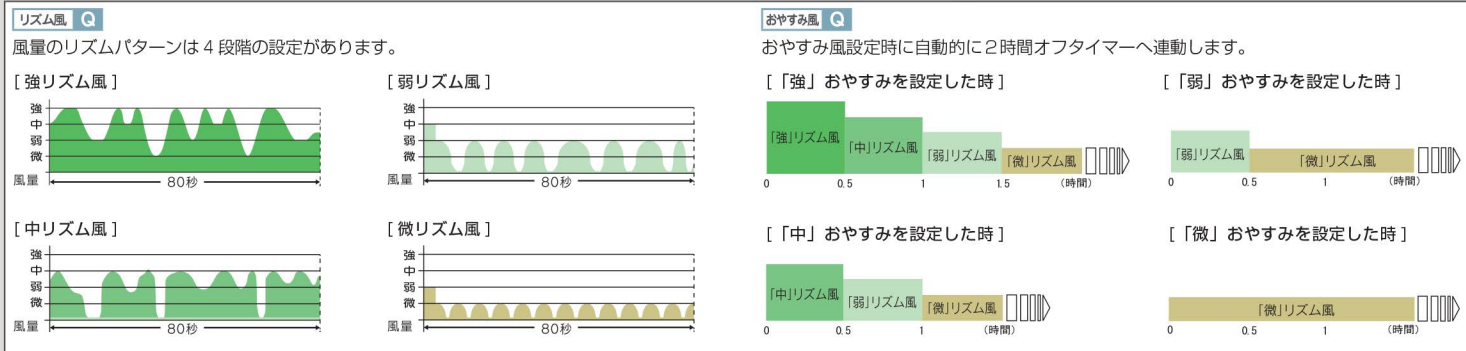 リズム風 Q
風量のリズムパターンは4段階の設定があります。
[強リズム風]
強
中
弱
微
風量 80秒
[弱リズム風]
強
中
弱
微
風量 80秒
[中リズム風]
強
中
弱
微
風量 80秒
[微リズム風]
強
中
弱
微
風量 80秒
おやすみ風 Q
おやすみ風設定時に自動的に2時間オフタイマーへ連動します。
[「強」おやすみを設定した時]
「強」リズム風 「中」リズム風 「弱」リズム風 「微」リズム風
0 0.5 1 1.5 (時間)
[「弱」おやすみを設定した時]
「弱」リズム風 「微」リズム風
0 0.5 1 (時間)
[「中」おやすみを設定した時]
「中」リズム風 「弱」リズム風 「微」リズム風
0 0.5 1 (時間)
[「微」おやすみを設定した時]
「微」リズム風
0 0.5 1 (時間)